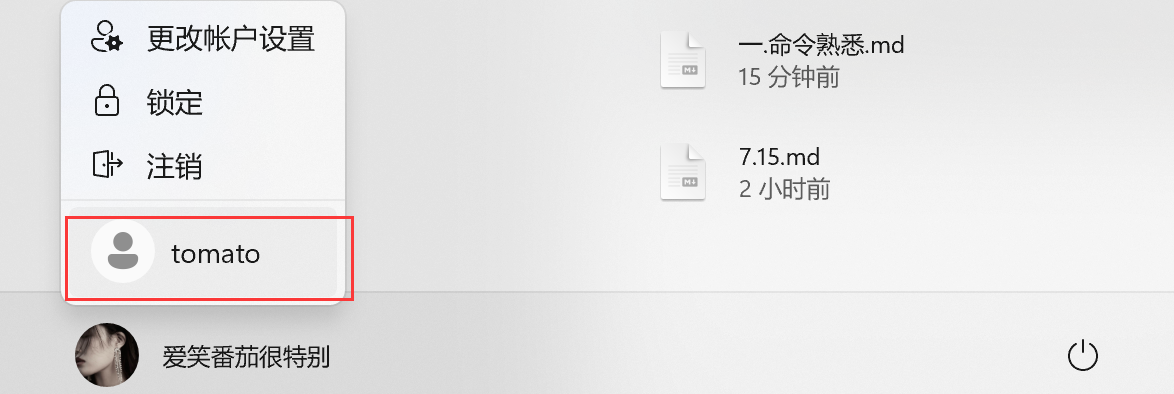 更改帐户设置
锁定
注销
tomato
爱笑番茄很特别
一.命令熟悉.md
15 分钟前
7.15.md
2 小时前